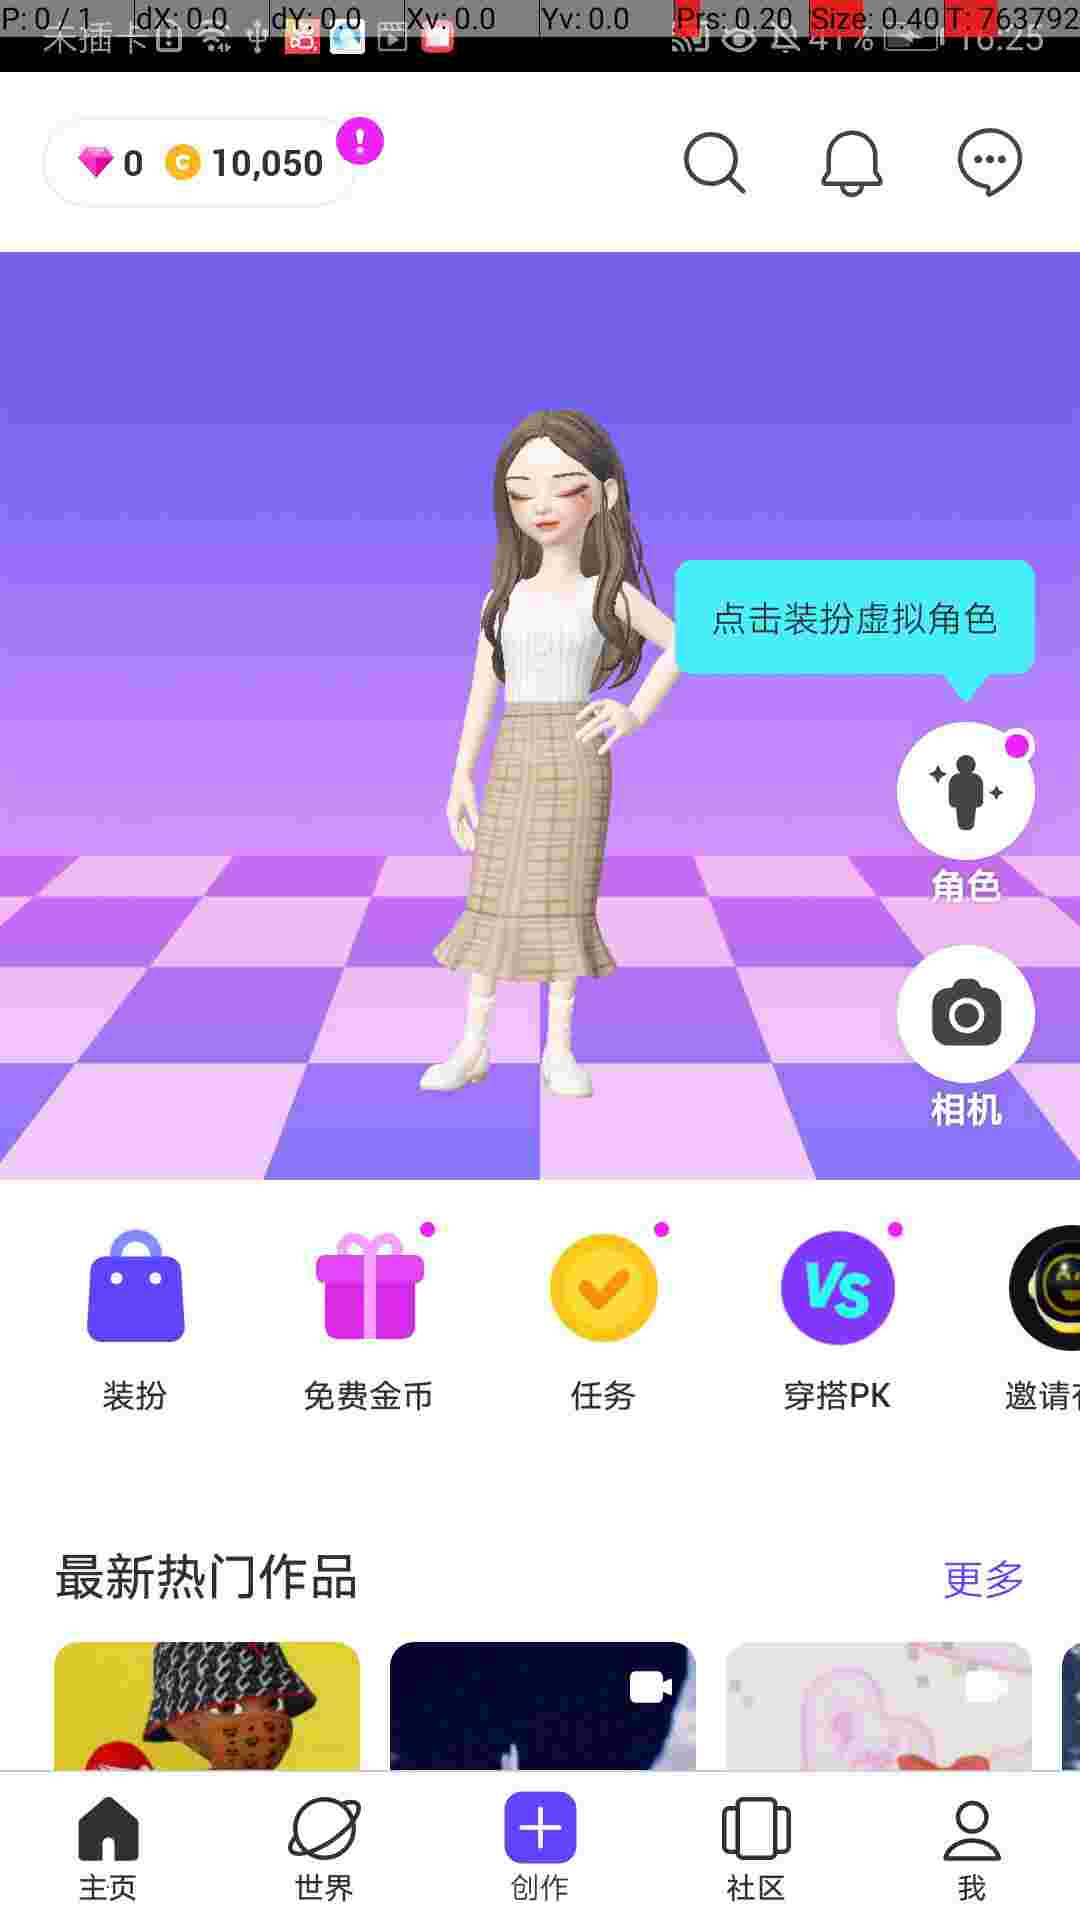 P: 0 / 1 dX: 0.0 dY: 0.0 Xv: 0.0 Yv: 0.0 Prs: 0.20 Size: 0.40 T: 763792
未插卡 41% 16:25
0 10,050
点击装扮虚拟角色
角色
相机
VS
装扮 免费金币 任务 穿搭PK 邀请
最新热门作品 更多
主页 世界 创作 社区 我